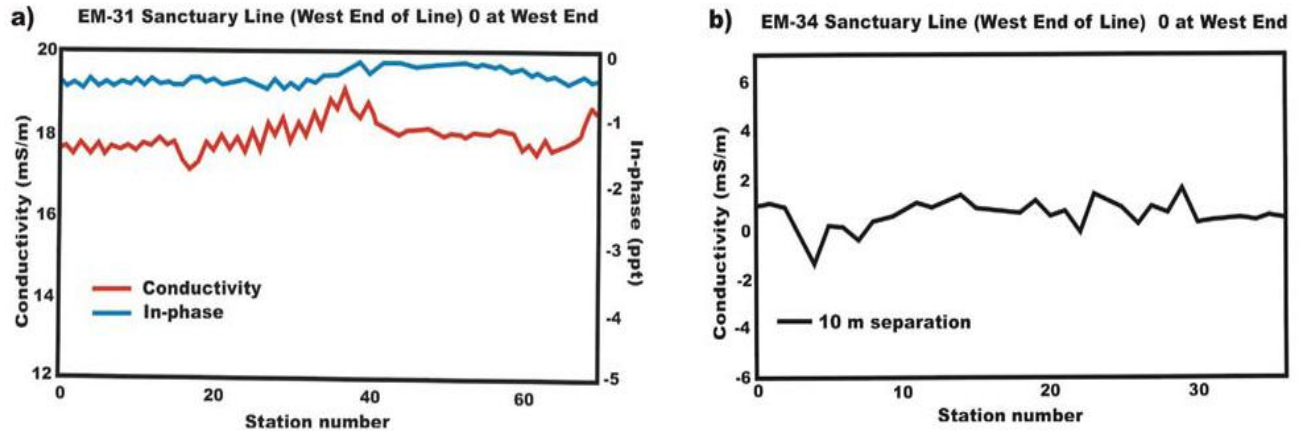 a)
EM-31 Sanctuary Line (West End of Line) 0 at West End
20
18
16
14
12
Conductivity (mS/m)
0
-1
-2
-3
-4
-5
In-phase (ppt)
Conductivity
In-phase
0
20
40
60
Station number
b)
EM-34 Sanctuary Line (West End of Line) 0 at West End
6
4
2
0
-2
-4
-6
Conductivity (mS/m)
10 m separation
0
10
20
30
Station number